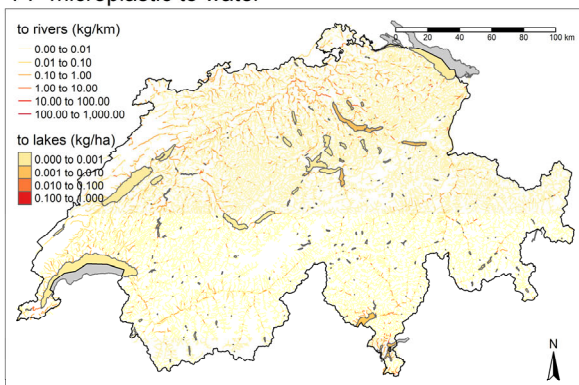 microplastic to water
to rivers (kg/km)
0.00 to 0.01
0.01 to 0.10
0.10 to 1.00
1.00 to 10.00
10.00 to 100.00
100.00 to 1,000.00
to lakes (kg/ha)
0.000 to 0.001
0.001 to 0.010
0.010 to 0.100
0.100 to 1.000
0 20 40 60 80 100 km
N